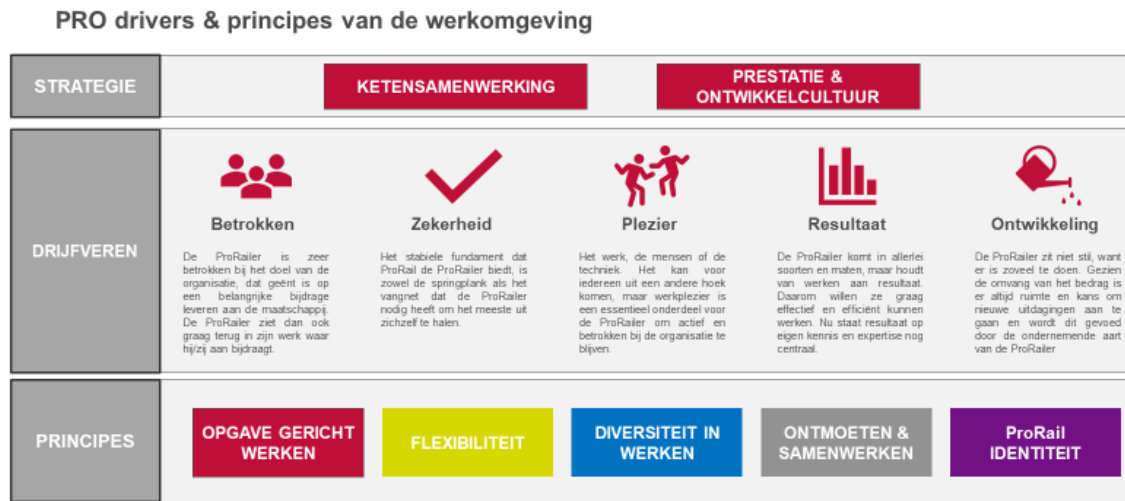 PRO drivers & principes van de werkomgeving
STRATEGIE
KETENSAMENWERKING
PRESTATIE &
ONTWIKKELCULTUUR
DRIJFVEREN
Betrokken
De ProRailer is zeer
betrokken bij het doel van de
organisatie, dat geënt is op
een belangrijke bijdrage
leveren aan de maatschappij.
De ProRailer ziet dan ook
graag terug in zijn werk waar
hij/zij aan bijdraagt.
Zekerheid
Het stabiele fundament dat
ProRail de ProRailer biedt, is
zowel de springplank als het
vangnet dat de ProRailer
nodig heeft om het meeste uit
zichzelf te halen.
Plezier
Het werk, de mensen of de
techniek. Het kan voor
iedereen uit een andere hoek
komen, maar werkplezier is
een essentieel onderdeel voor
de ProRailer om actief en
betrokken bij de organisatie te
blijven.
Resultaat
De ProRailer komt in allerlei
soorten en maten, maar houdt
van werken aan resultaat.
Daarom willen ze graag
effectief en efficiënt kunnen
werken. Nu staat resultaat op
eigen kennis en expertise nog
centraal.
Ontwikkeling
De ProRailer zit niet stil, want
er is zoveel te doen. Gezien
de omvang van het bedrag is
er altijd ruimte en kans om
nieuwe uitdagingen aan te
gaan en wordt dit gevoed
door de ondernemende aart
van de ProRailer
PRINCIPES
OPGAVE GERICHT
WERKEN
FLEXIBILITEIT
DIVERSITEIT IN
WERKEN
ONTMOETEN &
SAMENWERKEN
ProRail
IDENTITEIT